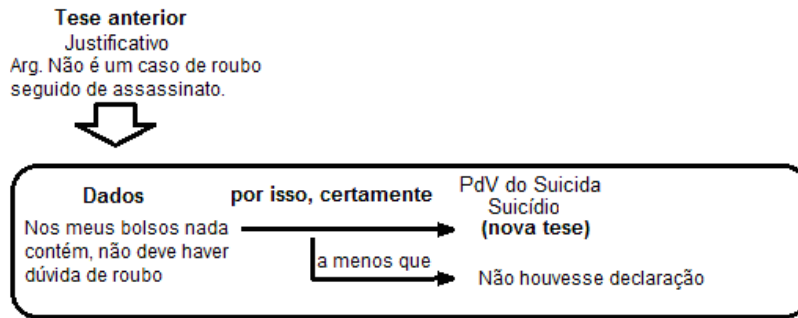 Tese anterior
Justificativo
Arg. Não é um caso de roubo
seguido de assassinato.
Dados
por isso, certamente
PdV do Suicida
Suicídio
(nova tese)
Nos meus bolsos nada
contém, não deve haver
dúvida de roubo
a menos que
Não houvesse declaração